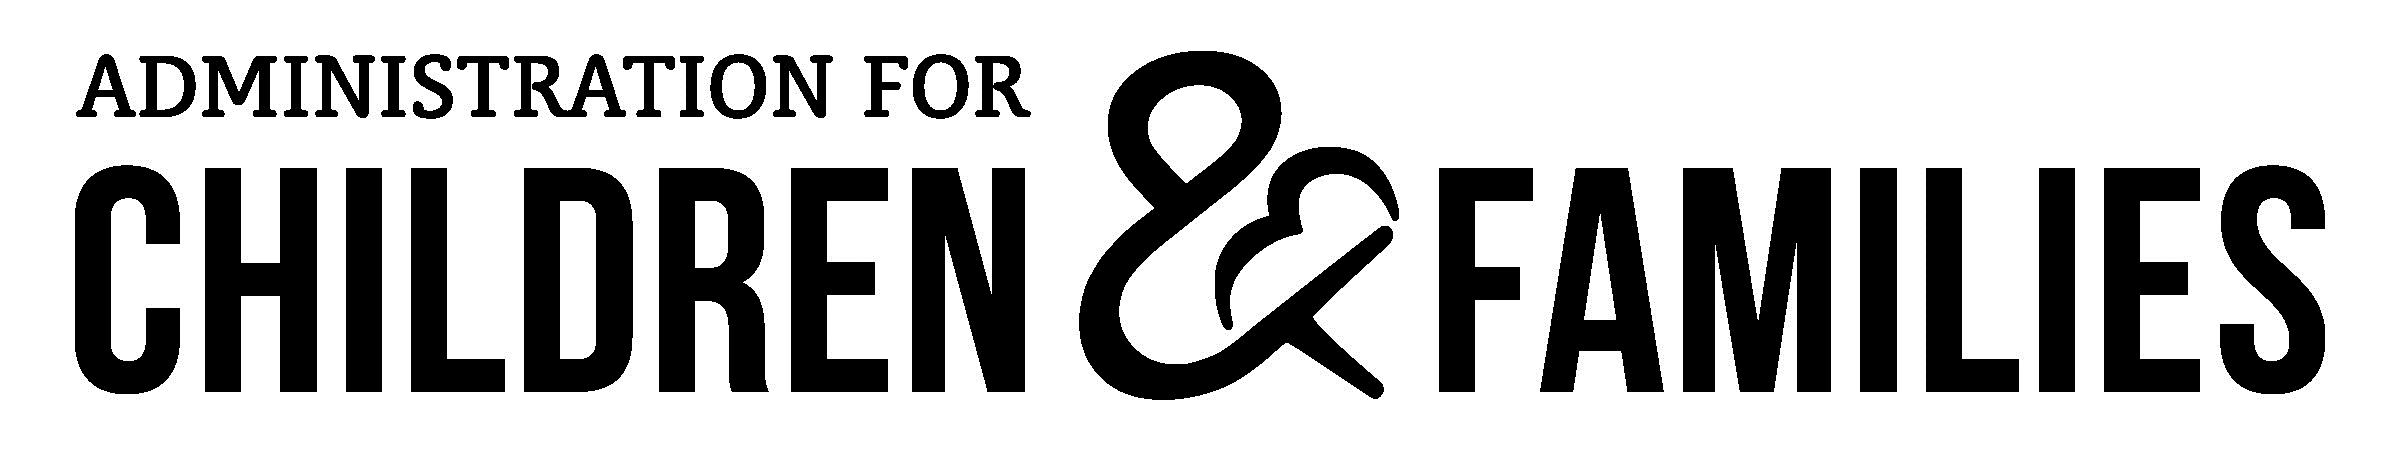 ADMINISTRATION FOR
CHILDREN & FAMILIES